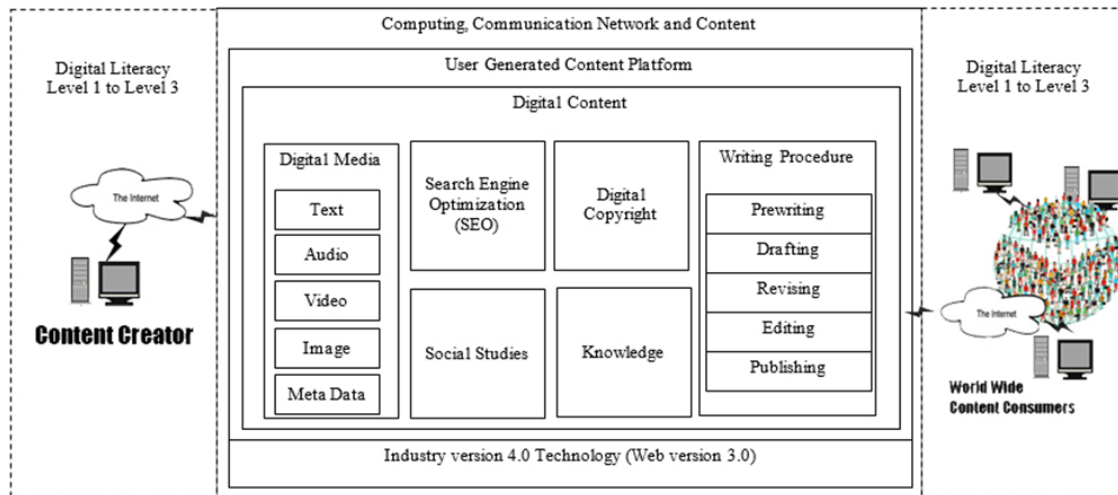 Computing, Communication Network and Content
Digital Literacy
Level 1 to Level 3
The Internet
Content Creator
User Generated Content Platform
Digital Content
Digital Media
Text
Audio
Video
Image
Meta Data
Search Engine
Optimization
(SEO)
Digital
Copyright
Social Studies
Knowledge
Writing Procedure
Prewriting
Drafting
Revising
Editing
Publishing
Industry version 4.0 Technology (Web version 3.0)
Digital Literacy
Level 1 to Level 3
The Internet
World Wide
Content Consumers